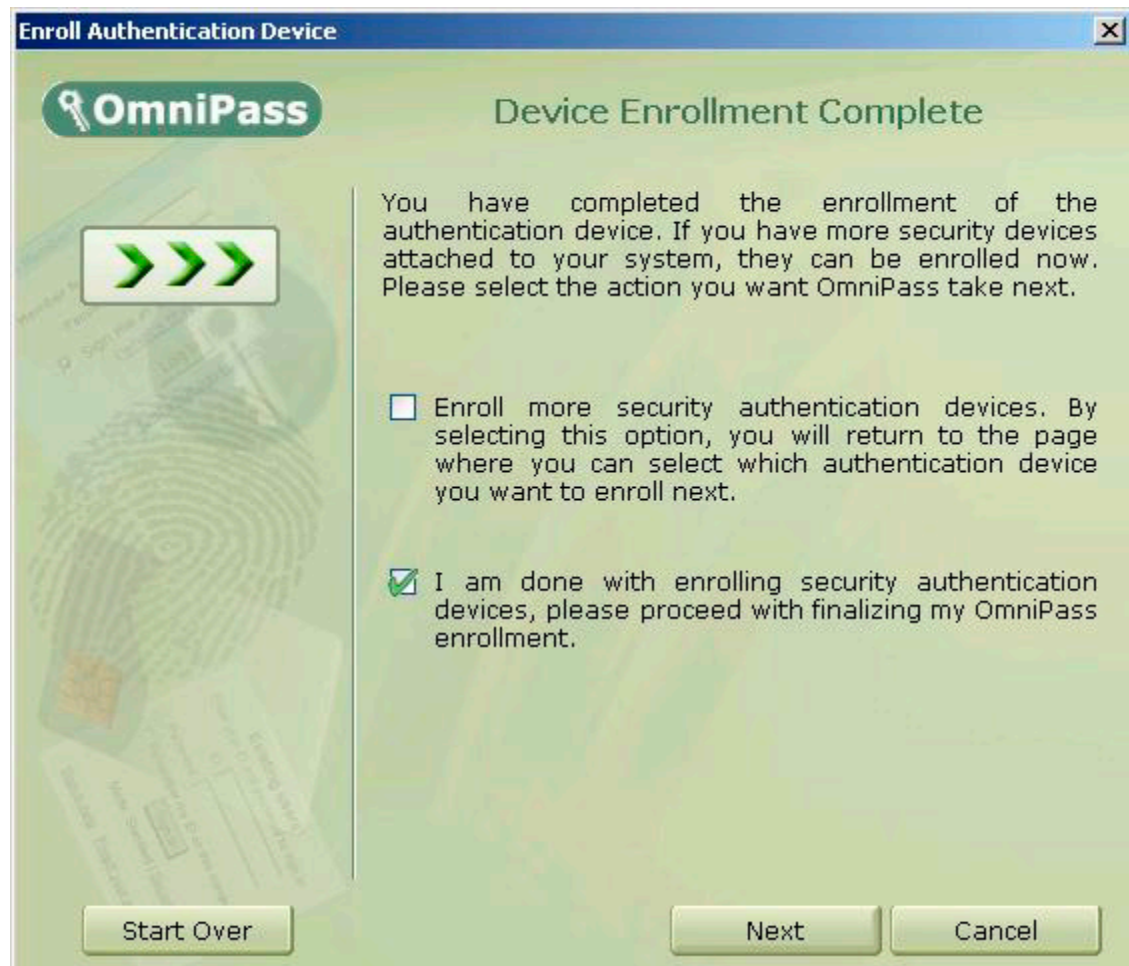 Enroll Authentication Device
OmniPass
Device Enrollment Complete
You have completed the enrollment of the
authentication device. If you have more security devices
attached to your system, they can be enrolled now.
Please select the action you want OmniPass take next.
Enroll more security authentication devices. By
selecting this option, you will return to the page
where you can select which authentication device
you want to enroll next.
I am done with enrolling security authentication
devices, please proceed with finalizing my OmniPass
enrollment.
Start Over
Next
Cancel